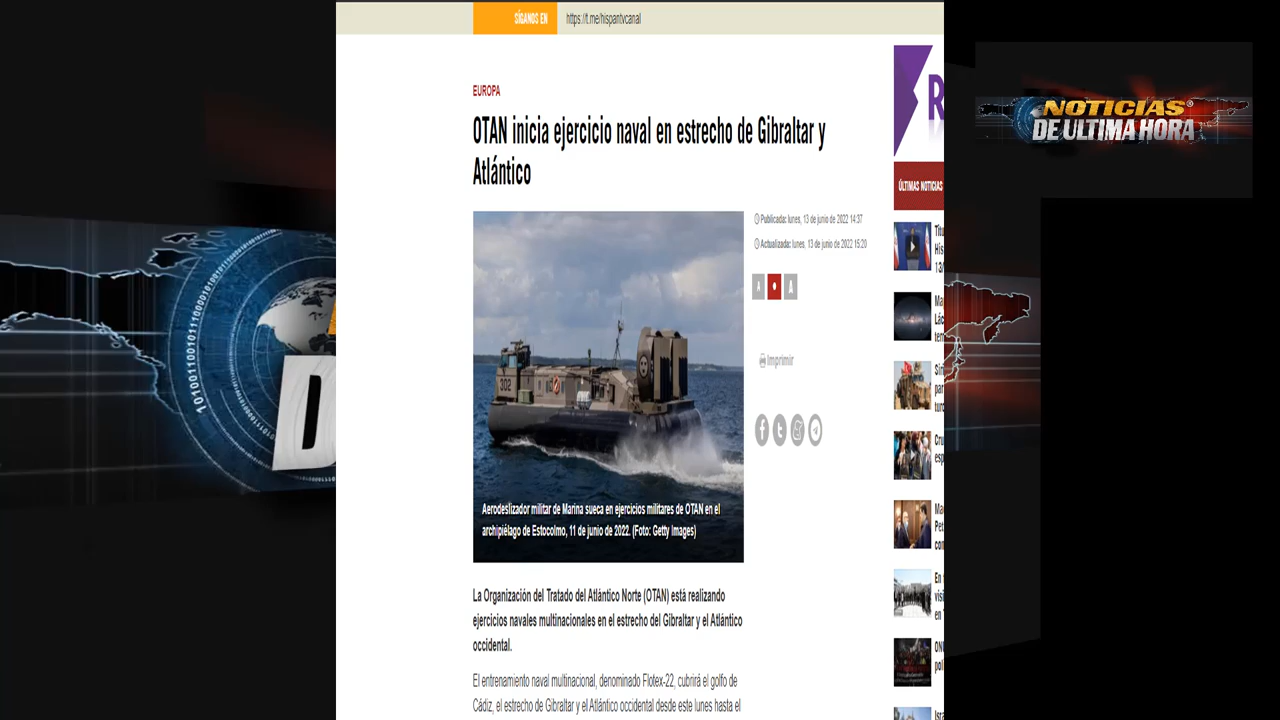 SÍGANOS EN
https://t.me/hispantvcanal
EUROPA
OTAN inicia ejercicio naval en estrecho de Gibraltar y
Atlántico
Publicada: lunes, 13 de junio de 2022 14:37
Actualizada: lunes, 13 de junio de 2022 15:20
A
A
Imprimir
302
Aerodeslizador militar de Marina sueca en ejercicios militares de OTAN en el
archipiélago de Estocolmo, 11 de junio de 2022. (Foto: Getty Images)
La Organización del Tratado del Atlántico Norte (OTAN) está realizando
ejercicios navales multinacionales en el estrecho del Gibraltar y el Atlántico
occidental.
El entrenamiento naval multinacional, denominado Flotex-22, cubrirá el golfo de
Cádiz, el estrecho de Gibraltar y el Atlántico occidental desde este lunes hasta el
R
ÚLTIMAS NOTICIAS
NOTICIAS®
DE ULTIMA HORA
D